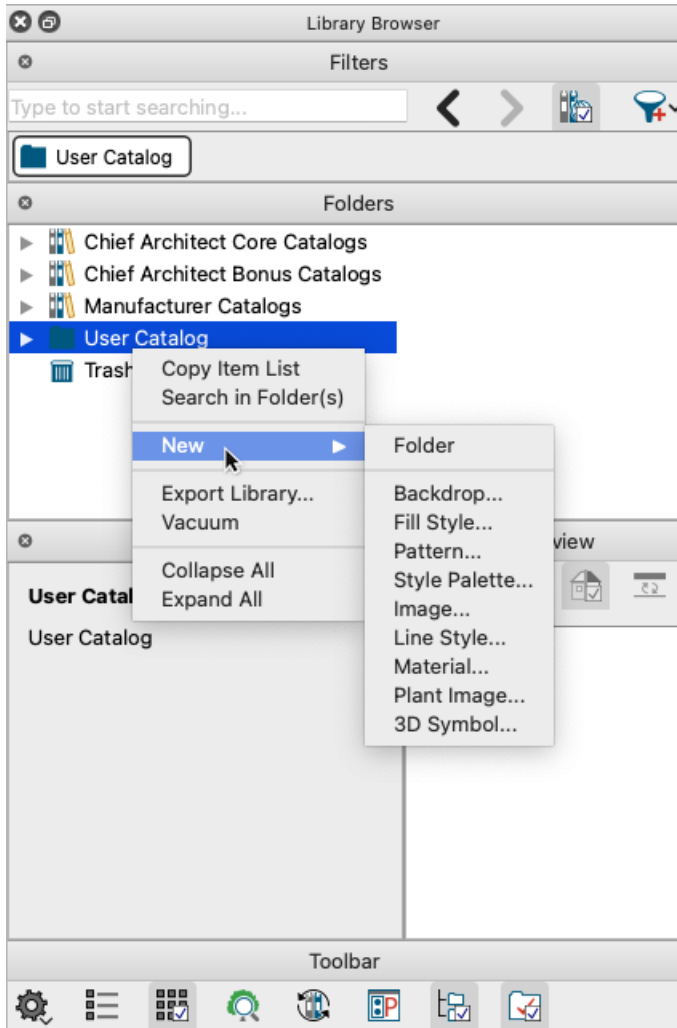 Library Browser
Filters
Type to start searching...
User Catalog
Folders
Chief Architect Core Catalogs
Chief Architect Bonus Catalogs
Manufacturer Catalogs
User Catalog
Trash
Copy Item List
Search in Folder(s)
New
Export Library...
Vacuum
Collapse All
Expand All
Folder
Backdrop...
Fill Style...
Pattern...
Style Palette...
Image...
Line Style...
Material...
Plant Image...
3D Symbol...
view
User Catal
User Catalog
Toolbar
P